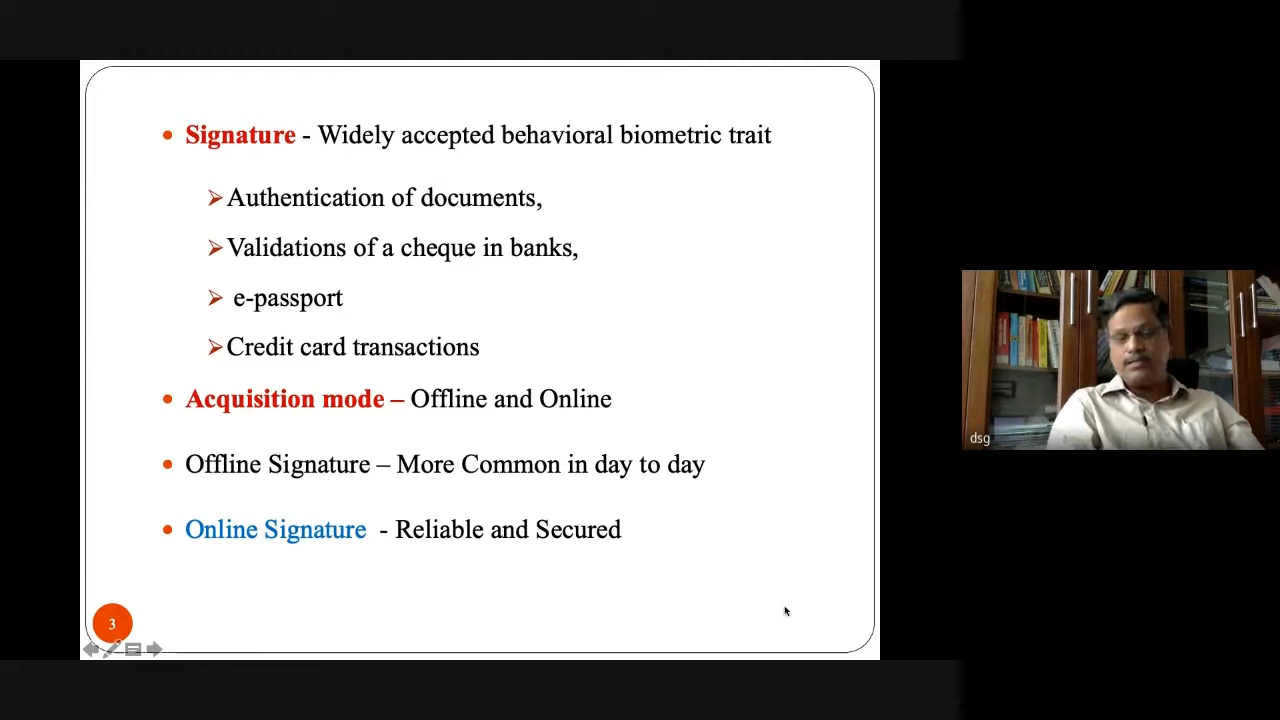 • Signature - Widely accepted behavioral biometric trait
➢ Authentication of documents,
➢ Validations of a cheque in banks,
➢ e-passport
➢ Credit card transactions
• Acquisition mode – Offline and Online
• Offline Signature – More Common in day to day
• Online Signature - Reliable and Secured
3
dsg